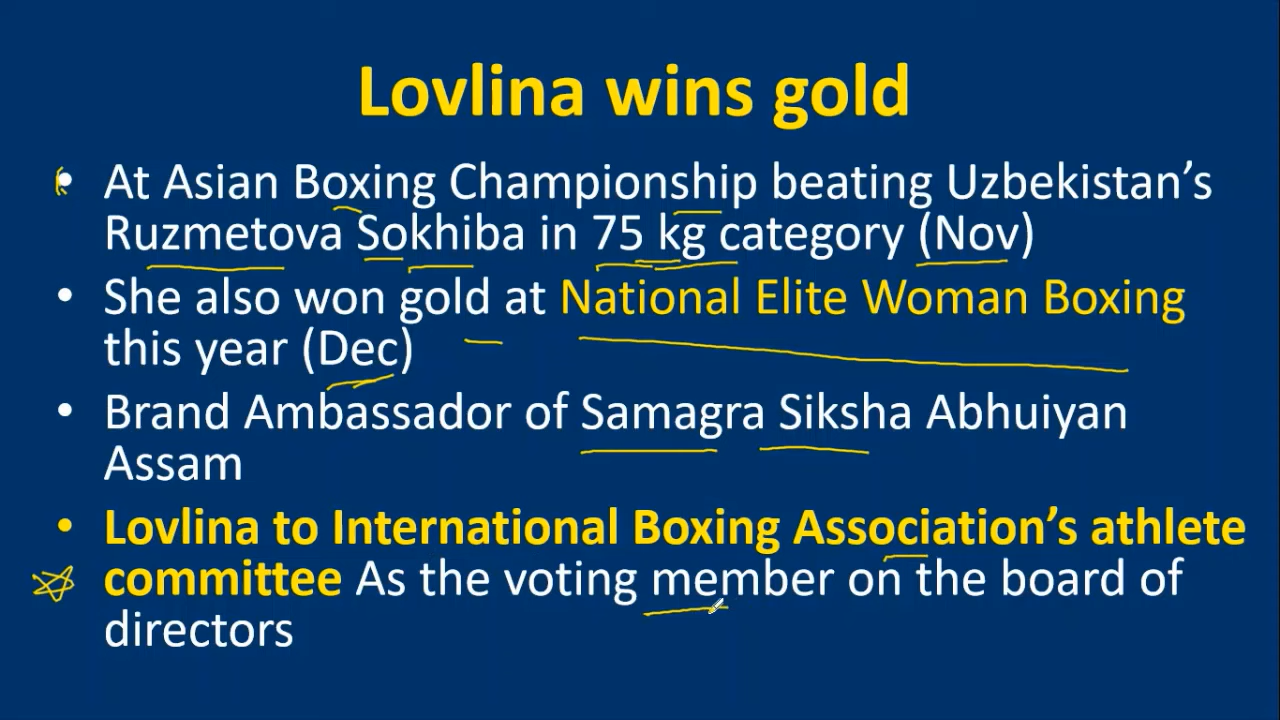 Lovlina wins gold
• At Asian Boxing Championship beating Uzbekistan’s
Ruzmetova Sokhiba in 75 kg category (Nov)
• She also won gold at National Elite Woman Boxing
this year (Dec)
• Brand Ambassador of Samagra Siksha Abhuiyan
Assam
• Lovlina to International Boxing Association’s athlete
committee As the voting member on the board of
directors